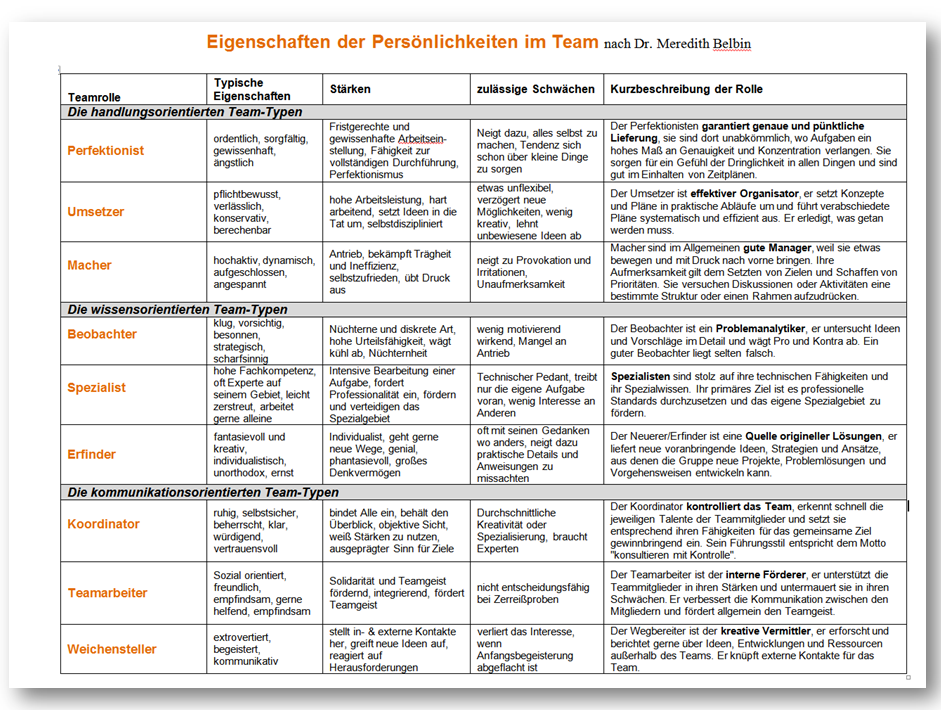 Eigenschaften der Persönlichkeiten im Team nach Dr. Meredith Belbin
Teamrolle
Typische
Eigenschaften
Stärken
zulässige Schwächen
Kurzbeschreibung der Rolle
Die handlungsorientierten Team-Typen
Perfektionist
ordentlich, sorgfältig,
gewissenhaft,
ängstlich
Fristgerechte und
gewissenhafte Arbeitsein-
stellung, Fähigkeit zur
vollständigen Durchführung,
Perfektionismus
Neigt dazu, alles selbst zu
machen, Tendenz sich
schon über kleine Dinge
zu sorgen
Der Perfektionisten garantiert genaue und pünktliche
Lieferung, sie sind dort unabkömmlich, wo Aufgaben ein
hohes Maß an Genauigkeit und Konzentration verlangen. Sie
sorgen für ein Gefühl der Dringlichkeit in allen Dingen und sind
gut im Einhalten von Zeitplänen.
Umsetzer
pflichtbewusst,
verlässlich,
konservativ,
berechenbar
hohe Arbeitsleistung, hart
arbeitend, setzt Ideen in die
Tat um, selbstdiszipliniert
etwas unflexibel,
verzögert neue
Möglichkeiten, wenig
kreativ, lehnt
unbewiesene Ideen ab
Der Umsetzer ist effektiver Organisator, er setzt Konzepte
und Pläne in praktische Abläufe um und führt verabschiedete
Pläne systematisch und effizient aus. Er erledigt, was getan
werden muss.
Macher
hochaktiv, dynamisch,
aufgeschlossen,
angespannt
Antrieb, bekämpft Trägheit
und Ineffizienz,
selbstzufrieden, übt Druck
aus
neigt zu Provokation und
Irritationen,
Unaufmerksamkeit
Macher sind im Allgemeinen gute Manager, weil sie etwas
bewegen und mit Druck nach vorne bringen. Ihre
Aufmerksamkeit gilt dem Setzten von Zielen und Schaffen von
Prioritäten. Sie versuchen Diskussionen oder Aktivitäten eine
bestimmte Struktur oder einen Rahmen aufzudrücken.
Die wissensorientierten Team-Typen
Beobachter
klug, vorsichtig,
besonnen,
strategisch,
scharfsinnig
Nüchterne und diskrete Art,
hohe Urteilsfähigkeit, wägt
kühl ab, Nüchternheit
wenig motivierend
wirkend, Mangel an
Antrieb
Der Beobachter ist ein Problemanalytiker, er untersucht Ideen
und Vorschläge im Detail und wägt Pro und Kontra ab. Ein
guter Beobachter liegt selten falsch.
Spezialist
hohe Fachkompetenz,
oft Experte auf
seinem Gebiet, leicht
zerstreut, arbeitet
gerne alleine
Intensive Bearbeitung einer
Aufgabe, fordert
Professionalität ein, fördern
und verteidigen das
Spezialgebiet
Technischer Pedant, treibt
nur die eigene Aufgabe
voran, wenig Interesse an
Anderen
Spezialisten sind stolz auf ihre technischen Fähigkeiten und
ihr Spezialwissen. Ihr primäres Ziel ist es professionelle
Standards durchzusetzen und das eigene Spezialgebiet zu
fördern.
Erfinder
fantasievoll und
kreativ,
individualistisch,
unorthodox, ernst
Individualist, geht gerne
neue Wege, genial,
phantasievoll, großes
Denkvermögen
oft mit seinen Gedanken
wo anders, neigt dazu
praktische Details und
Anweisungen zu
missachten
Der Neuerer/Erfinder ist eine Quelle origineller Lösungen, er
liefert neue voranbringende Ideen, Strategien und Ansätze,
aus denen die Gruppe neue Projekte, Problemlösungen und
Vorgehensweisen entwickeln kann.
Die kommunikationsorientierten Team-Typen
Koordinator
ruhig, selbstsicher,
beherrscht, klar,
würdigend,
vertrauensvoll
bindet Alle ein, behält den
Überblick, objektive Sicht,
weiß Stärken zu nutzen,
ausgeprägter Sinn für Ziele
Durchschnittliche
Kreativität oder
Spezialisierung, braucht
Experten
Der Koordinator kontrolliert das Team, erkennt schnell die
jeweiligen Talente der Teammitglieder und setzt sie
entsprechend ihren Fähigkeiten für das gemeinsame Ziel
gewinnbringend ein. Sein Führungsstil entspricht dem Motto
"konsultieren mit Kontrolle".
Teamarbeiter
Sozial orientiert,
freundlich,
empfindsam, gerne
helfend, empfindsam
Solidarität und Teamgeist
fördernd, integrierend, fördert
Teamgeist
nicht entscheidungsfähig
bei Zerreißproben
Der Teamarbeiter ist der interne Förderer, er unterstützt die
Teammitglieder in ihren Stärken und untermauert sie in ihren
Schwächen. Er verbessert die Kommunikation zwischen den
Mitgliedern und fördert allgemein den Teamgeist.
Weichensteller
extrovertiert,
begeistert,
kommunikativ
stellt in- & externe Kontakte
her, greift neue Ideen auf,
reagiert auf
Herausforderungen
verliert das Interesse,
wenn
Anfangsbegeisterung
abgeflacht ist
Der Wegbereiter ist der kreative Vermittler, er erforscht und
berichtet gerne über Ideen, Entwicklungen und Ressourcen
außerhalb des Teams. Er knüpft externe Kontakte für das
Team.